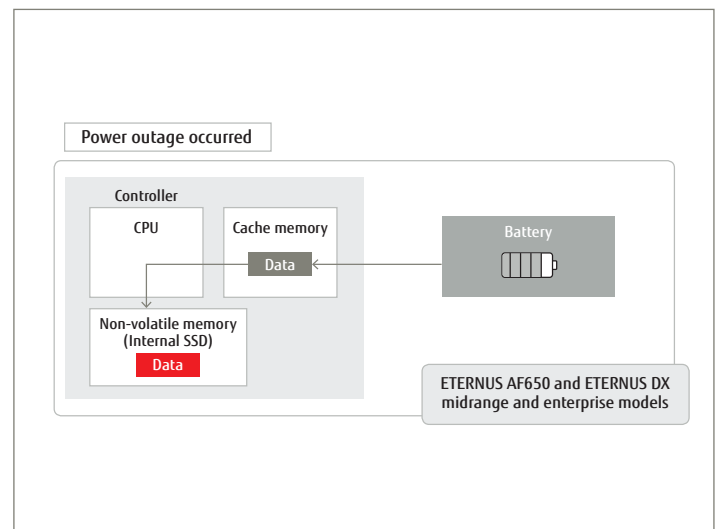 Power outage occurred
Controller
CPU
Cache memory
Data
Battery
Non-volatile memory
(Internal SSD)
Data
ETERNUS AF650 and ETERNUS DX
midrange and enterprise models